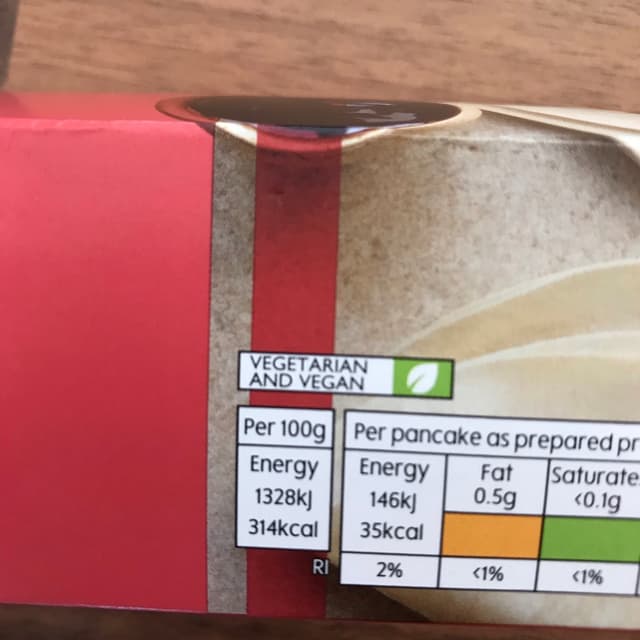 VEGETARIAN
AND VEGAN
Per 100g
Energy
1328kJ
314kcal
RI
Per pancake as prepared
Energy
146kJ
35kcal
2%
Fat
0.5g
<1%
<0.1g
<1%